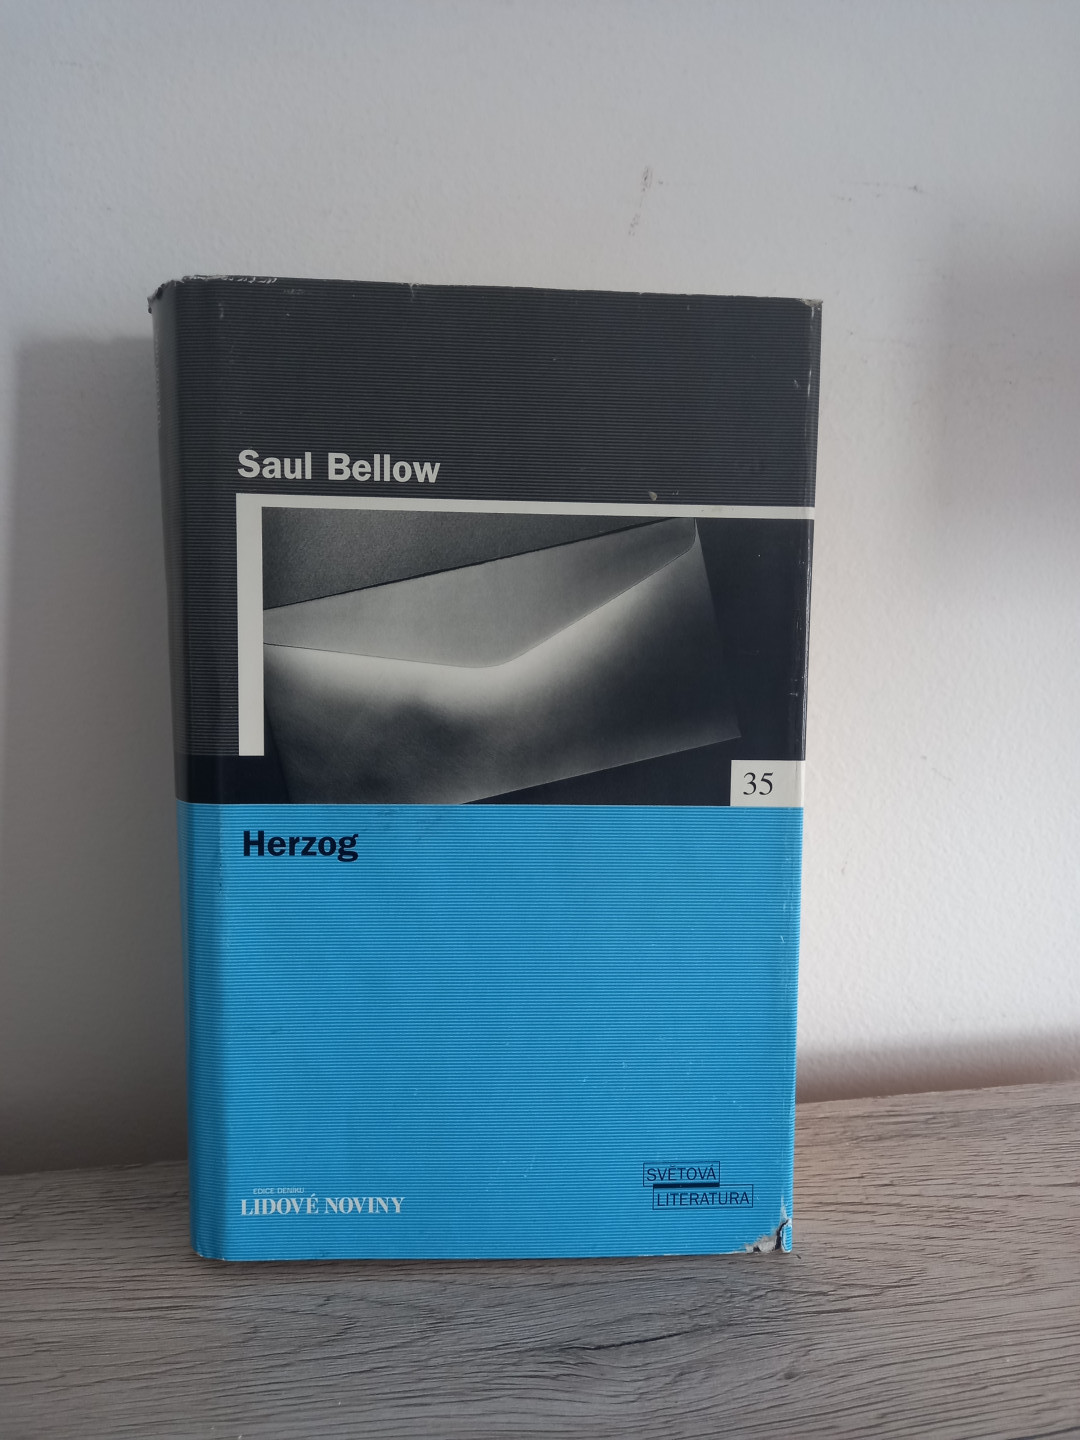 Saul Bellow
35
Herzog
EDICE DENÍKU
LIDOVÉ NOVINY
SVĚTOVÁ
LITERATURA